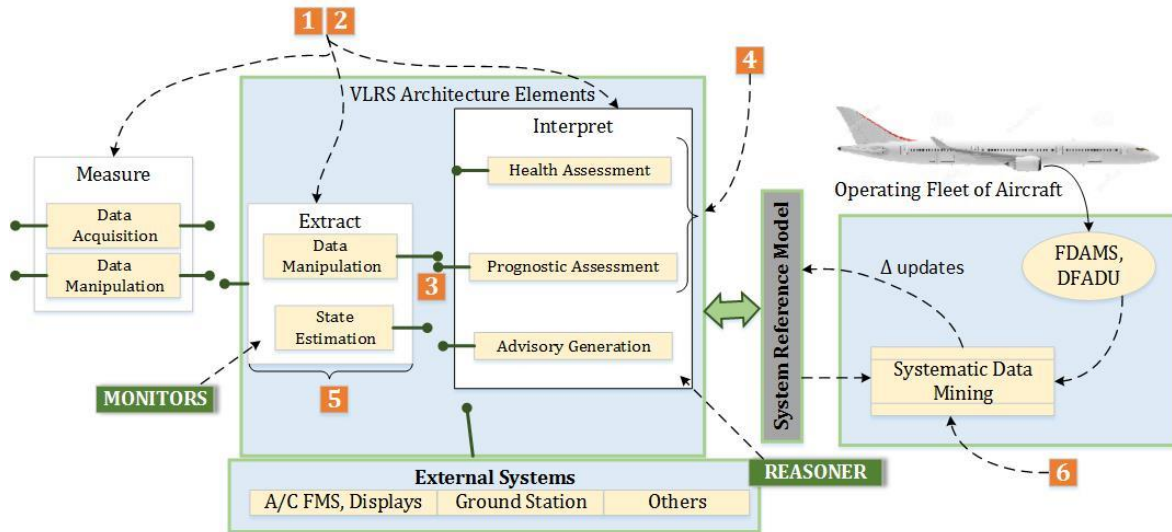 1 2
4
VLRS Architecture Elements
Interpret
Health Assessment
Prognostic Assessment
Advisory Generation
Measure
Data
Acquisition
Data
Manipulation
Extract
Data
Manipulation
State
Estimation
3
5
MONITORS
REASONER
External Systems
A/C FMS, Displays
Ground Station
Others
System Reference Model
Operating Fleet of Aircraft
FDAMS,
DFADU
Δ updates
Systematic Data
Mining
6